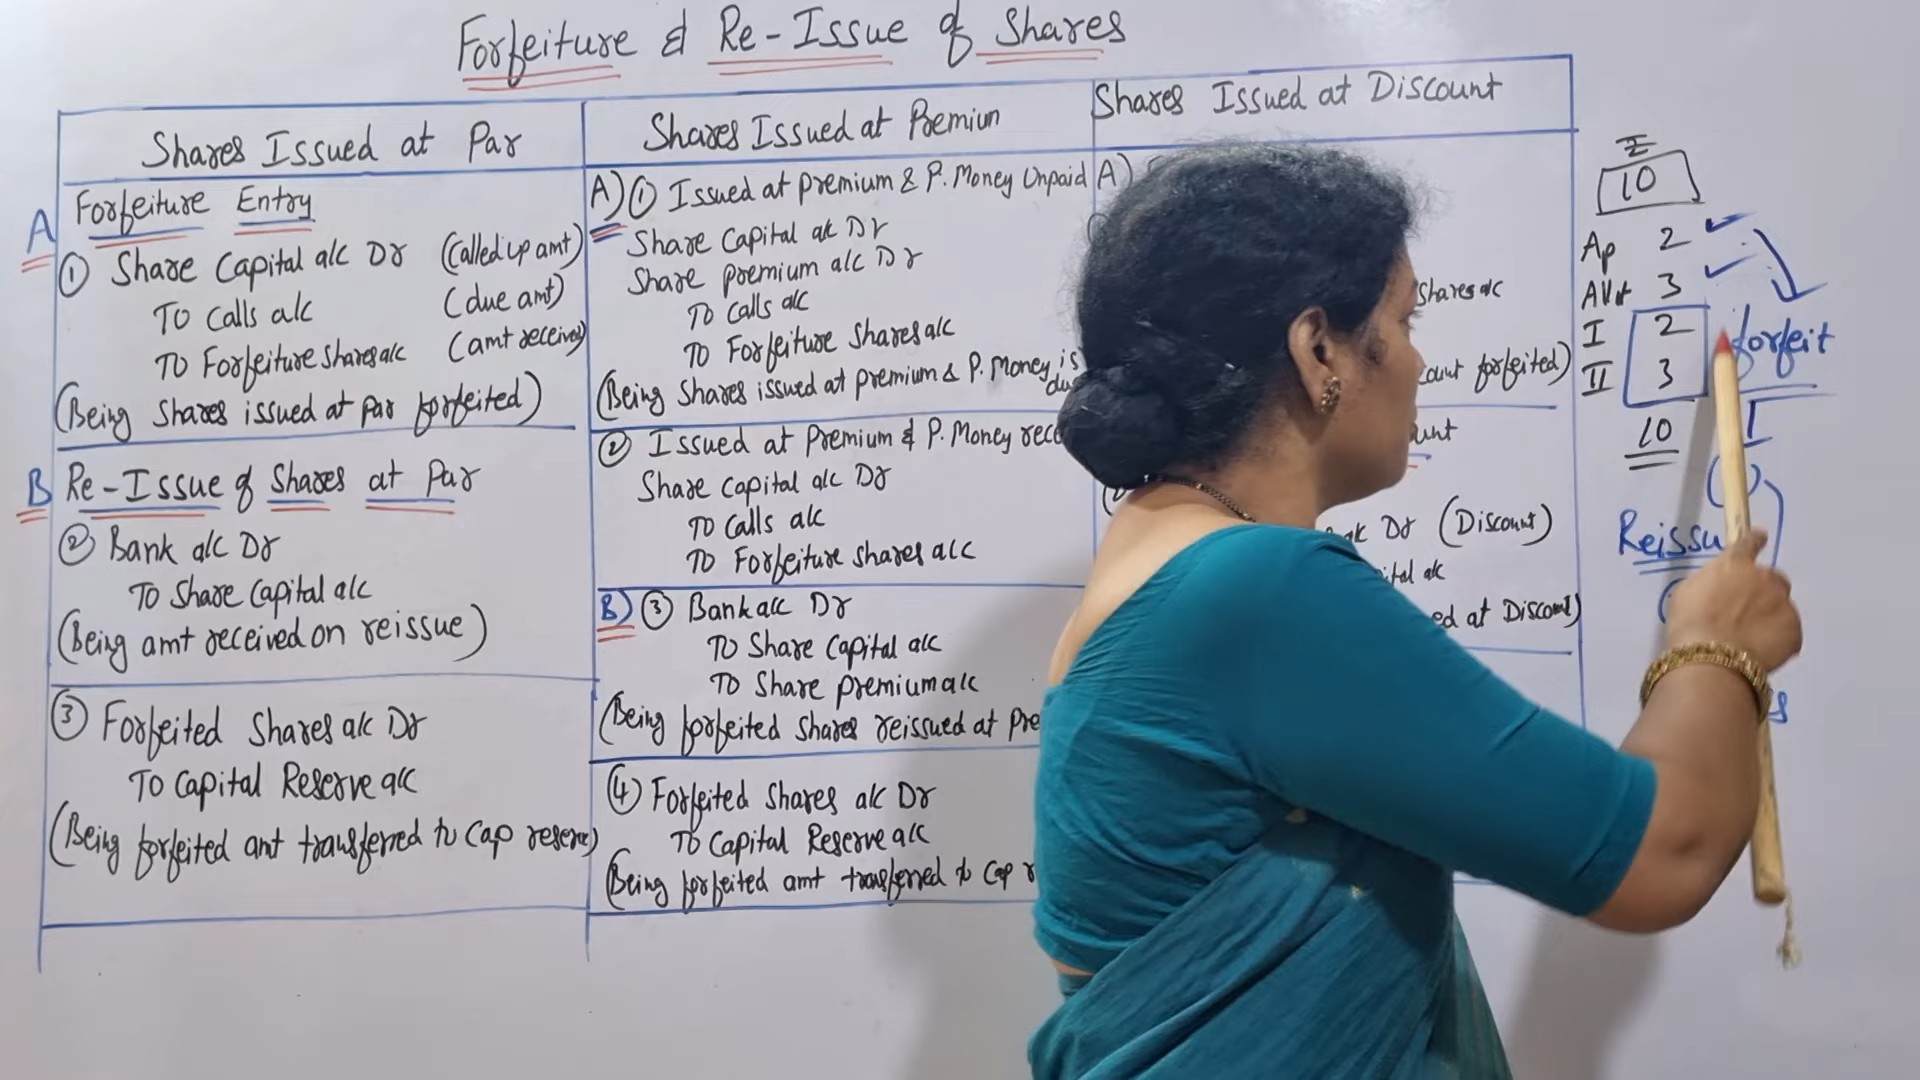 Forfeiture & Re-Issue of Shares
Shares Issued at Par
Forfeiture Entry
A
① Share Capital a/c Dr (Called up amt)
To Calls a/c (due amt)
To Forfeiture Shares a/c (amt received)
(Being Shares issued at par forfeited)
B Re-Issue of Shares at Par
② Bank a/c Dr
To Share Capital a/c
(Being amt received on reissue)
③ Forfeited Shares a/c Dr
To Capital Reserve a/c
(Being forfeited amt transferred to Cap reserve)
Shares Issued at Premiun
A) ① Issued at premium & P. Money Unpaid
Share Capital a/c Dr
Share premium a/c Dr
To Calls a/c
To Forfeiture Shares a/c
(Being Shares issued at premium & P. Money is
② Issued at Premium & P. Money
Share Capital a/c Dr
To Calls a/c
To Forfeiture Shares a/c
B) ③ Bank a/c Dr
To Share Capital a/c
To Share premium a/c
(Being forfeited Shares reissued at
④ Forfeited Shares a/c Dr
To Capital Reserve a/c
(Being forfeited amt transferred to Cap
Shares Issued at Discount
A)
Shares a/c
forfeited)
Dr (Discount)
a/c
at Discount)
10
Ap 2
3
I 2
II 3
10
forfeit